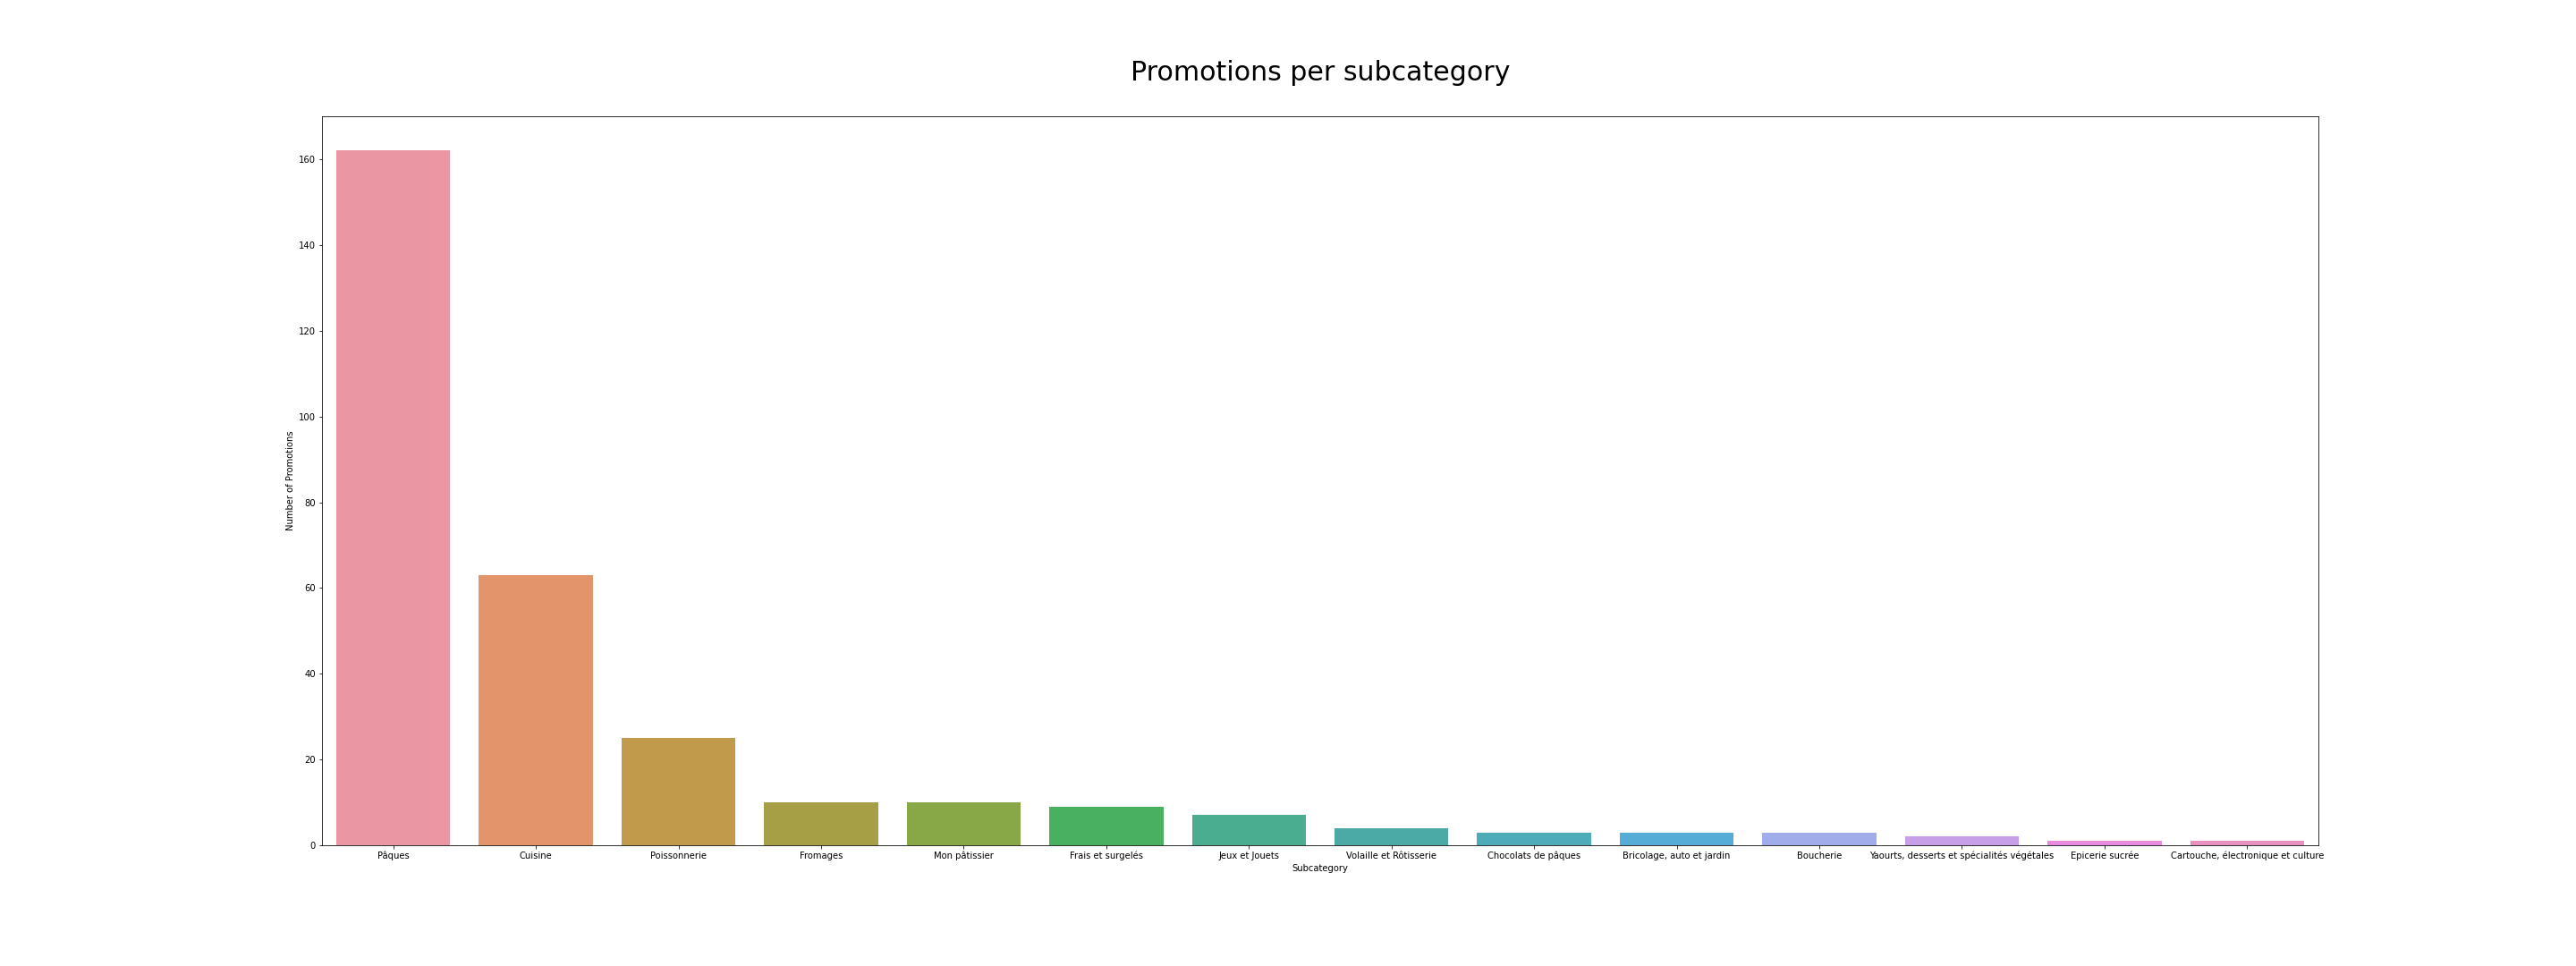 Promotions per subcategory
160
140
120
100
80
60
40
20
0
Number of Promotions
Pâques
Cuisine
Poissonnerie
Fromages
Mon pâtissier
Frais et surgelés
Jeux et Jouets
Volaille et Rôtisserie
Chocolats de pâques
Bricolage, auto et jardin
Boucherie
Yaourts, desserts et spécialités végétales
Epicerie sucrée
Cartouche, électronique et culture
Subcategory